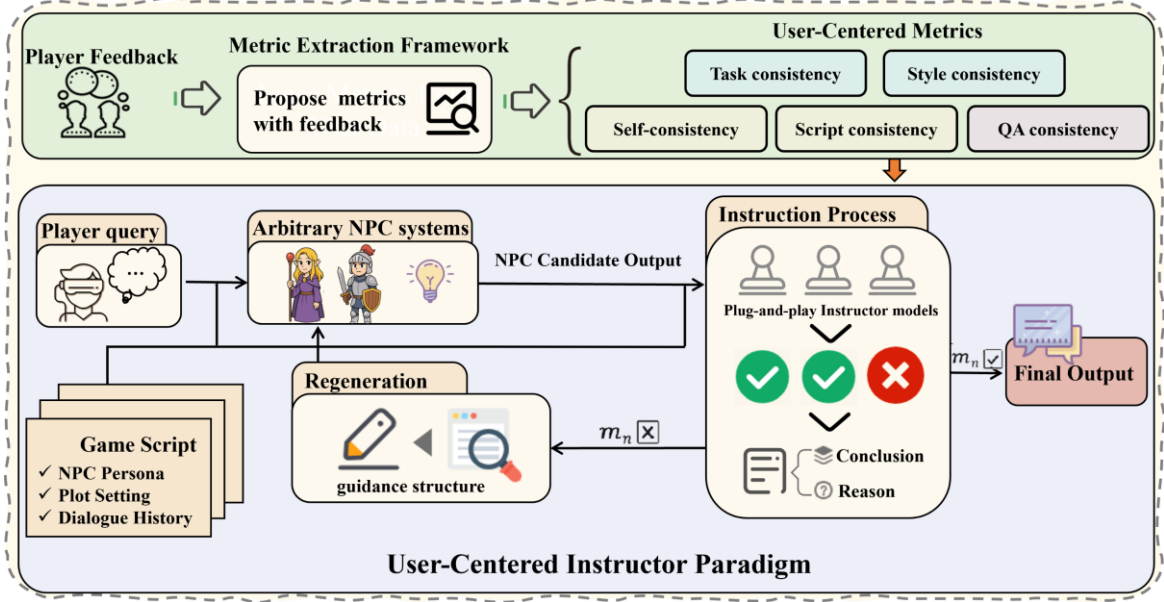 Player Feedback
Metric Extraction Framework
Propose metrics
with feedback
User-Centered Metrics
Task consistency
Style consistency
Self-consistency
Script consistency
QA consistency
Player query
Arbitrary NPC systems
NPC Candidate Output
Instruction Process
Plug-and-play Instructor models
Conclusion
Reason
m_n
Final Output
Regeneration
guidance structure
m_n
Game Script
✓ NPC Persona
✓ Plot Setting
✓ Dialogue History
User-Centered Instructor Paradigm